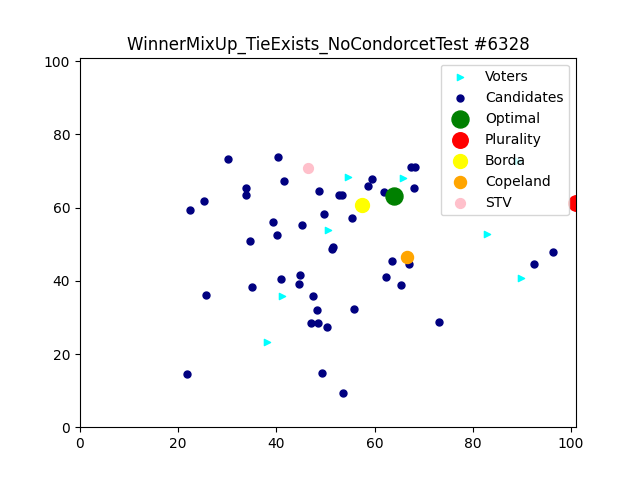 WinnerMixUp_TieExists_NoCondorcetTest #6328
100
80
60
40
20
0
0
20
40
60
80
100
Voters
Candidates
Optimal
Plurality
Borda
Copeland
STV